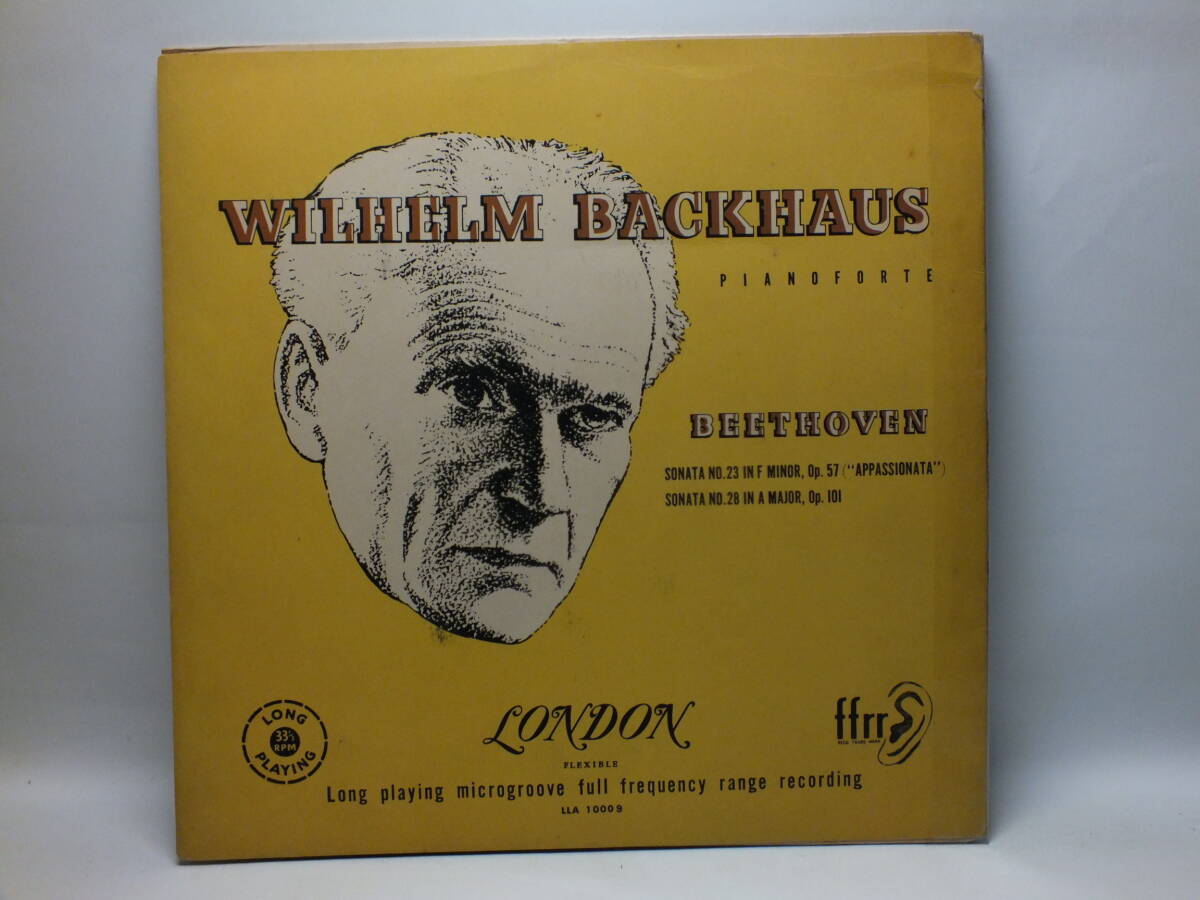 WILHELM BACKHAUS
PIANOFORTE
BEETHOVEN
SONATA NO.23 IN F MINOR, Op. 57 ("APPASSIONATA")
SONATA NO.28 IN A MAJOR, Op. 101
LONG
33⅓
RPM
PLAYING
LONDON
FLEXIBLE
ffrr
Long playing microgroove full frequency range recording
LLA 10009